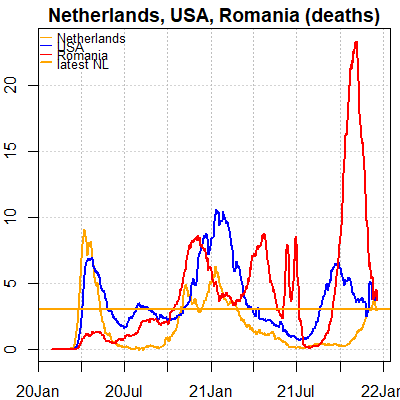 Netherlands, USA, Romania (deaths)
Netherlands
USA
Romania
latest NL
20
15
10
5
0
20Jan 20Jul 21Jan 21Jul 22Jan